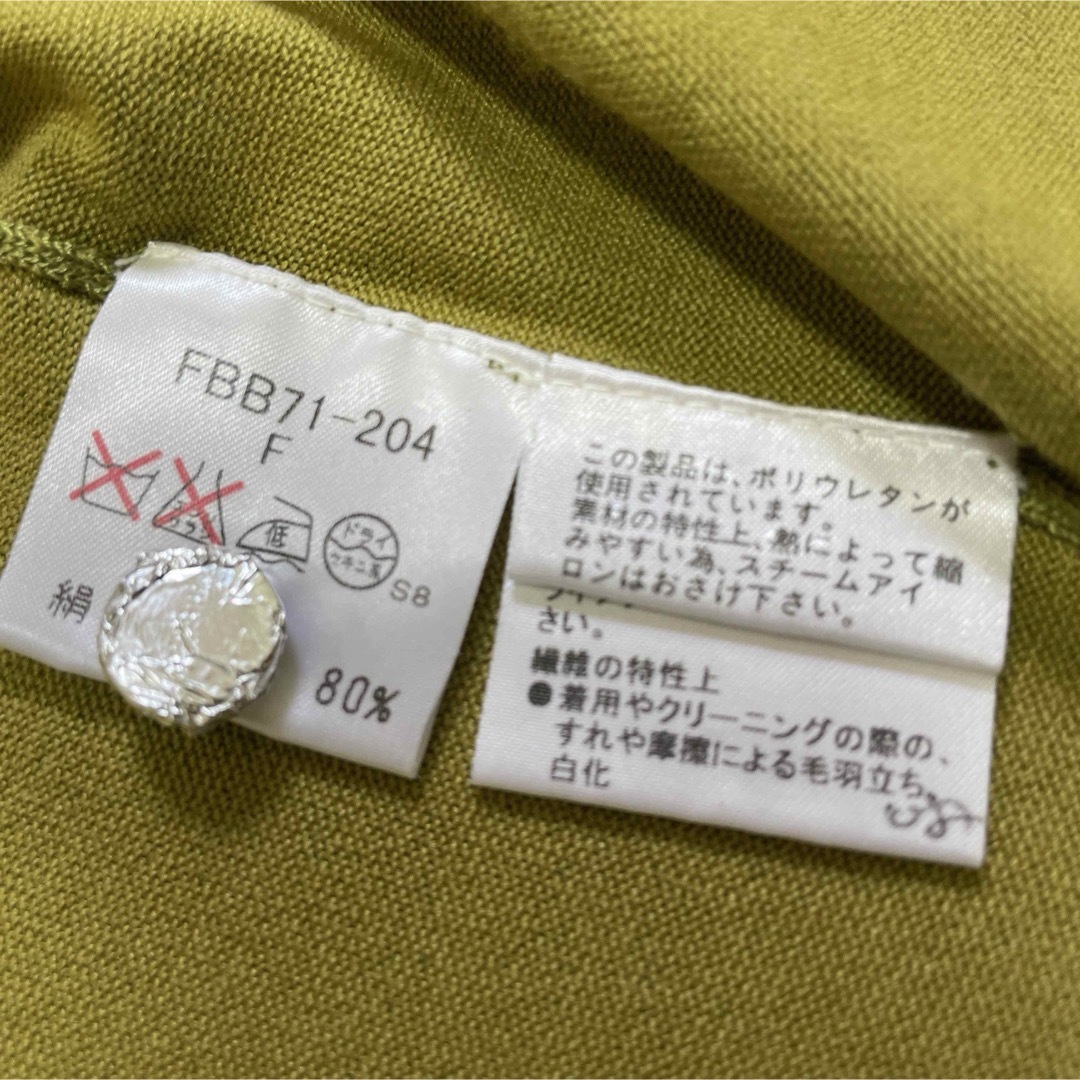 FBB71-204
F
低
ドライ
S8
絹
80%
この製品は、ポリウレタンが
使用されています。
素材の特性上、熱によって縮
みやすい為、スチームアイ
ロンはおさけ下さい。
さい。
繊維の特性上
●着用やクリーニングの際の、
すれや摩擦による毛羽立ち。
白化